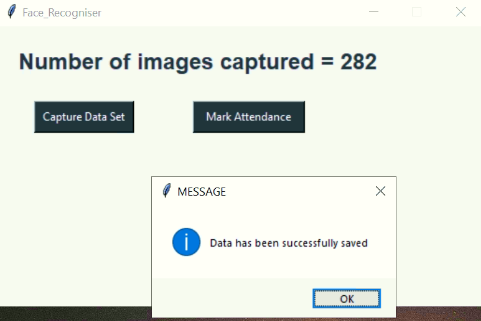 Face_Recogniser
Number of images captured = 282
Capture Data Set
Mark Attendance
MESSAGE
Data has been successfully saved
OK